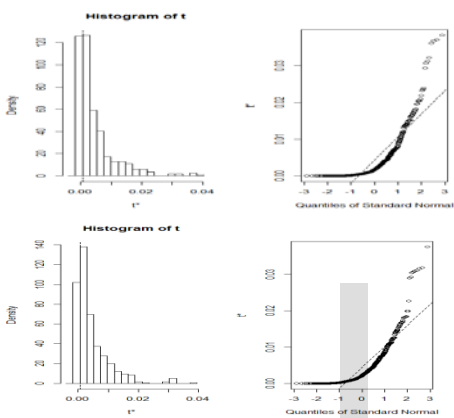 Histogram of t
Density
0 20 40 60 80 120
0.00 0.02 0.04
t*
t*
0.00 0.01 0.02 0.03
-3 -2 -1 0 1 2 3
Quantiles of Standard Normal
Histogram of t
Density
0 20 40 60 80 140
0.00 0.02 0.04
t*
t*
0.00 0.01 0.02 0.03
-3 -2 -1 0 1 2 3
Quantiles of Standard Normal